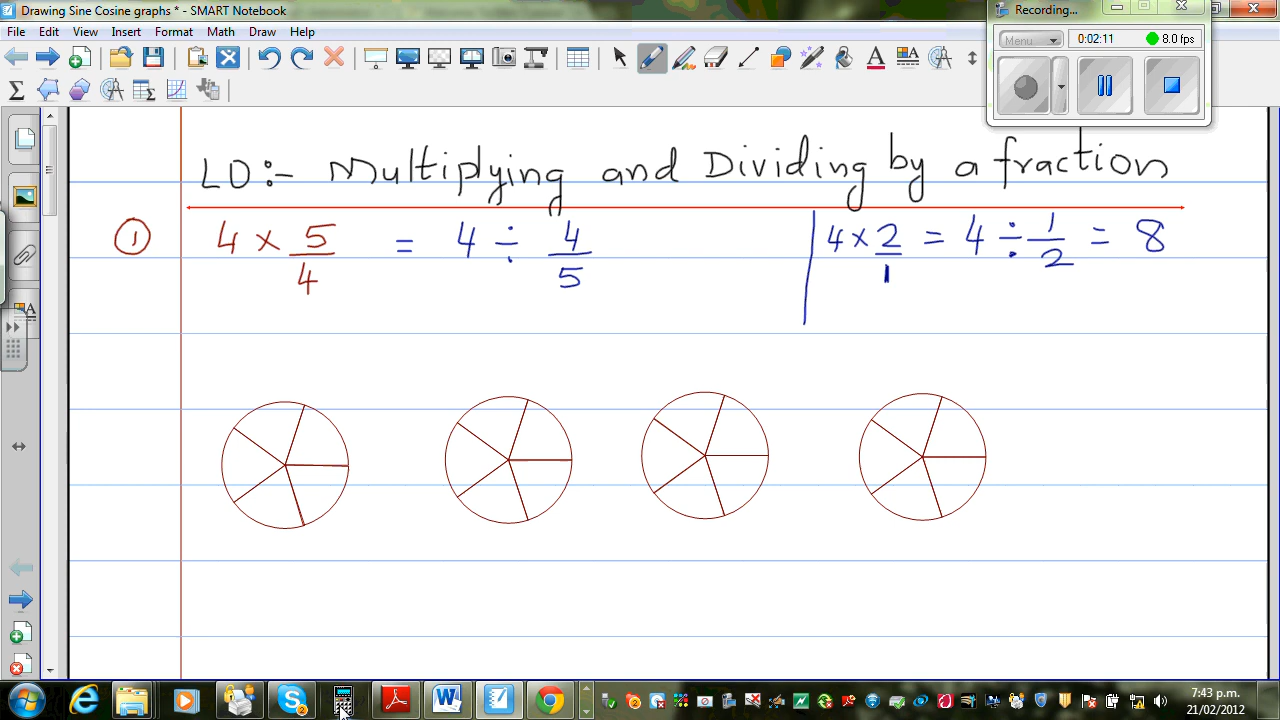 Drawing Sine Cosine graphs * - SMART Notebook
Recording...
File Edit View Insert Format Math Draw Help
Menu 0:02:11 8.0 fps
LO:- Multiplying and Dividing by a fraction
① 4 × 5/4 = 4 ÷ 4/5 4 × 2/1 = 4 ÷ 1/2 = 8
7:43 p.m.
21/02/2012